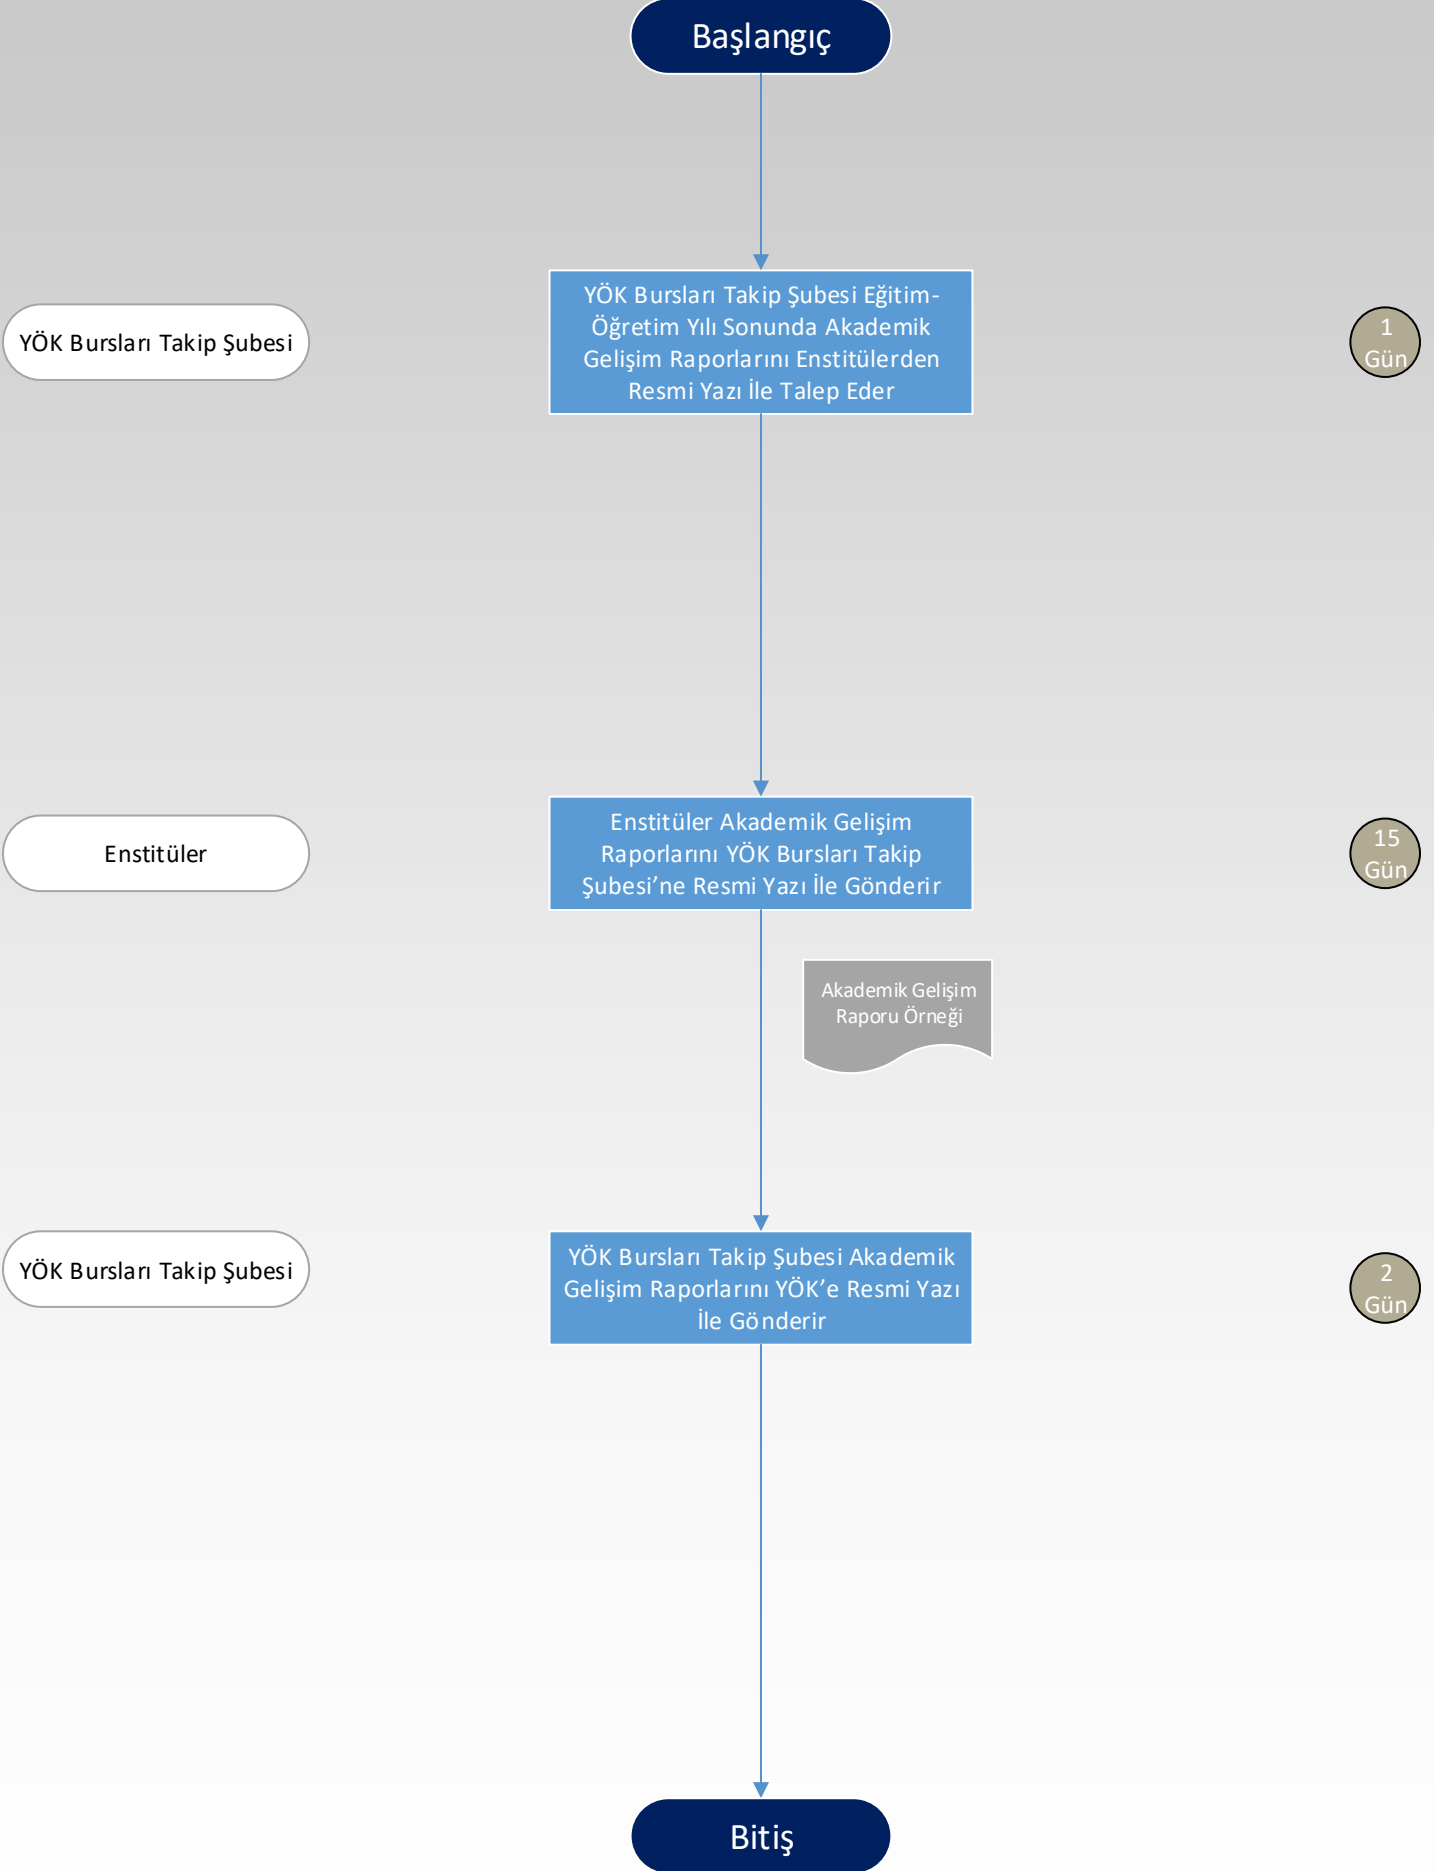 Başlangıç
YÖK Bursları Takip Şubesi
YÖK Bursları Takip Şubesi Eğitim-
Öğretim Yılı Sonunda Akademik
Gelişim Raporlarını Enstitülerden
Resmi Yazı İle Talep Eder
1
Gün
Enstitüler
Enstitüler Akademik Gelişim
Raporlarını YÖK Bursları Takip
Şubesi’ne Resmi Yazı İle Gönderir
15
Gün
Akademik Gelişim
Raporu Örneği
YÖK Bursları Takip Şubesi
YÖK Bursları Takip Şubesi Akademik
Gelişim Raporlarını YÖK’e Resmi Yazı
İle Gönderir
2
Gün
Bitiş